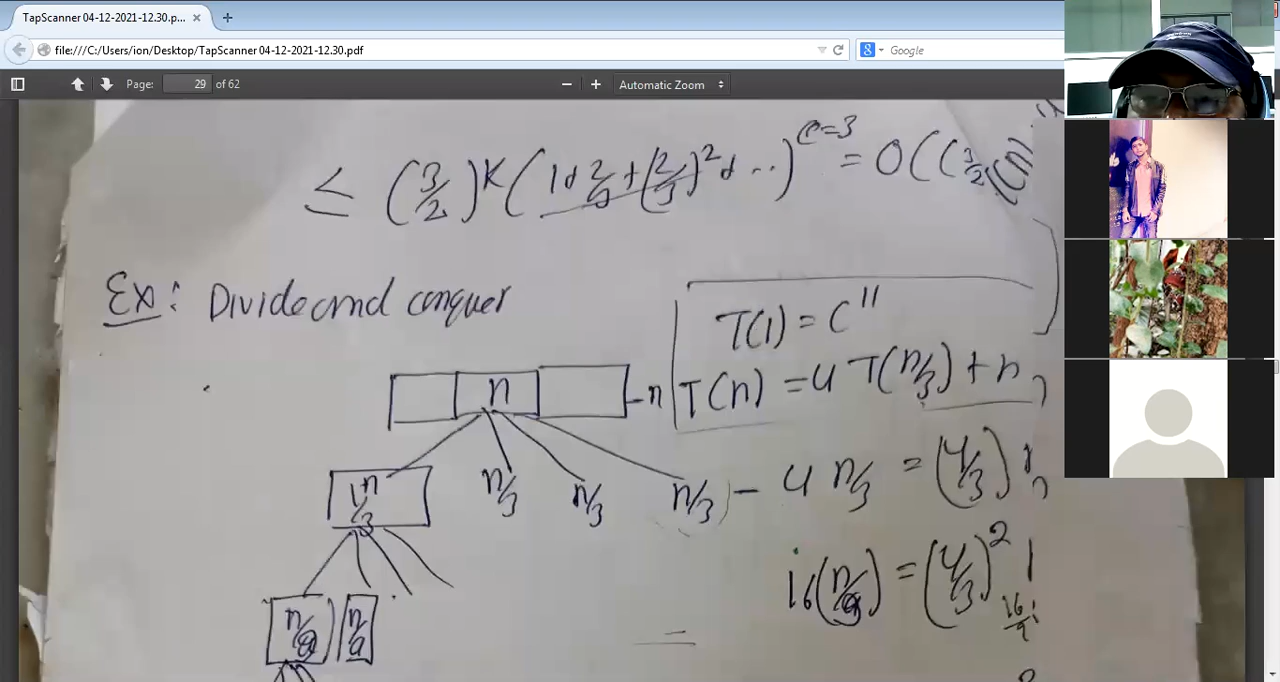 TapScanner 04-12-2021-12.30.p...
file:///C:/Users/ion/Desktop/TapScanner 04-12-2021-12.30.pdf
Google
Page: 29 of 62
Automatic Zoom
≤ (3/2)^K (1+2/3+(2/3)^2+..) = O((3/2)
Ex: Divide and conquer
T(1) = C
n - n T(n) = 4 T(n/3) + n
n/3 n/3 n/3 n/3 - 4 n/3 = (4/3)
16(n/9) = (4/3)^2
16/9
n/9 n/9